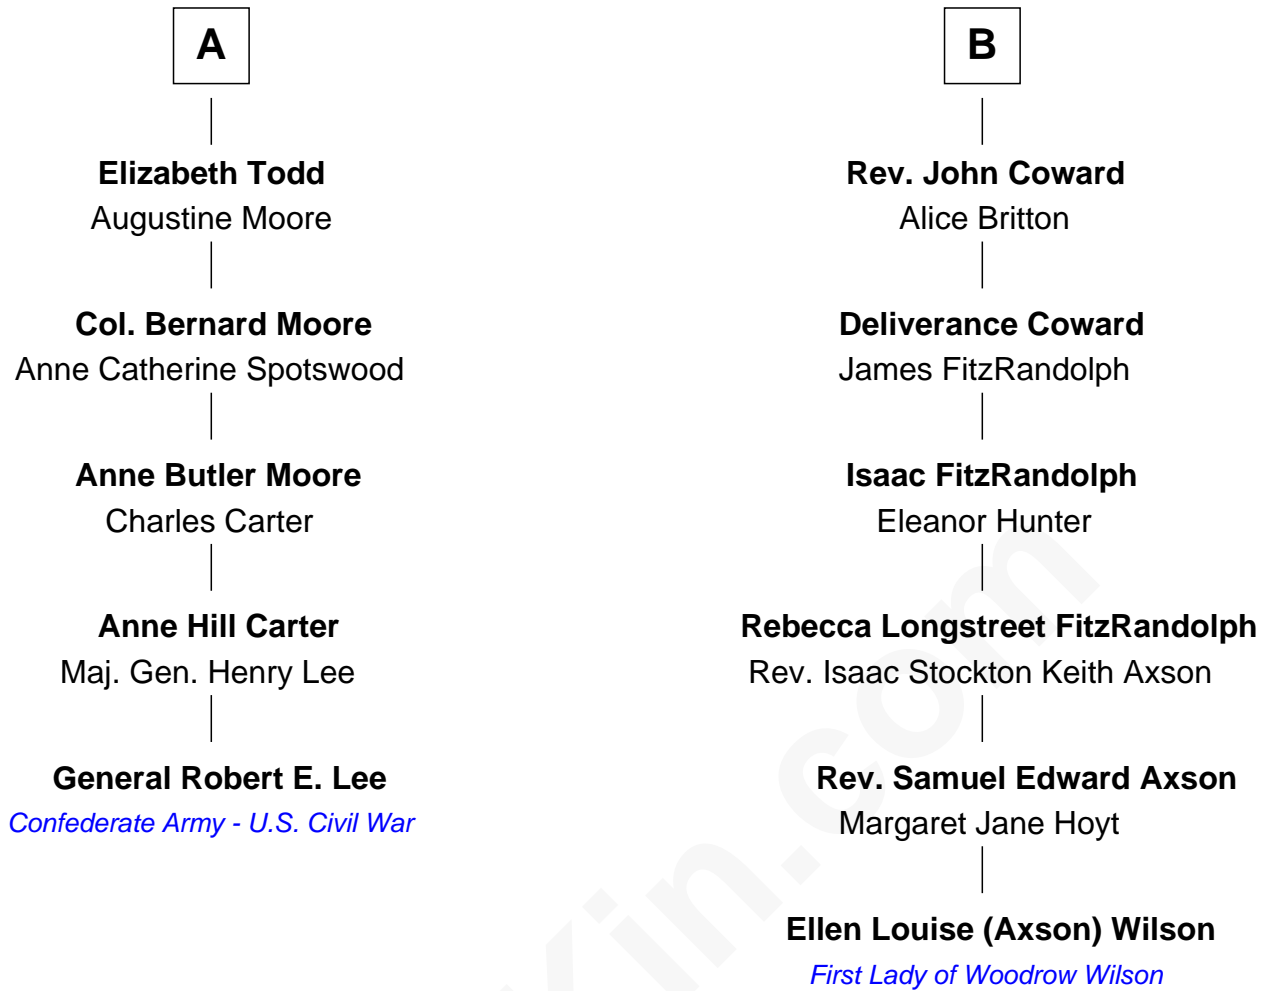 A
Elizabeth Todd
Augustine Moore
Col. Bernard Moore
Anne Catherine Spotswood
Anne Butler Moore
Charles Carter
Anne Hill Carter
Maj. Gen. Henry Lee
General Robert E. Lee
Confederate Army - U.S. Civil War
B
Rev. John Coward
Alice Britton
Deliverance Coward
James FitzRandolph
Isaac FitzRandolph
Eleanor Hunter
Rebecca Longstreet FitzRandolph
Rev. Isaac Stockton Keith Axson
Rev. Samuel Edward Axson
Margaret Jane Hoyt
Ellen Louise (Axson) Wilson
First Lady of Woodrow Wilson
Kin.com